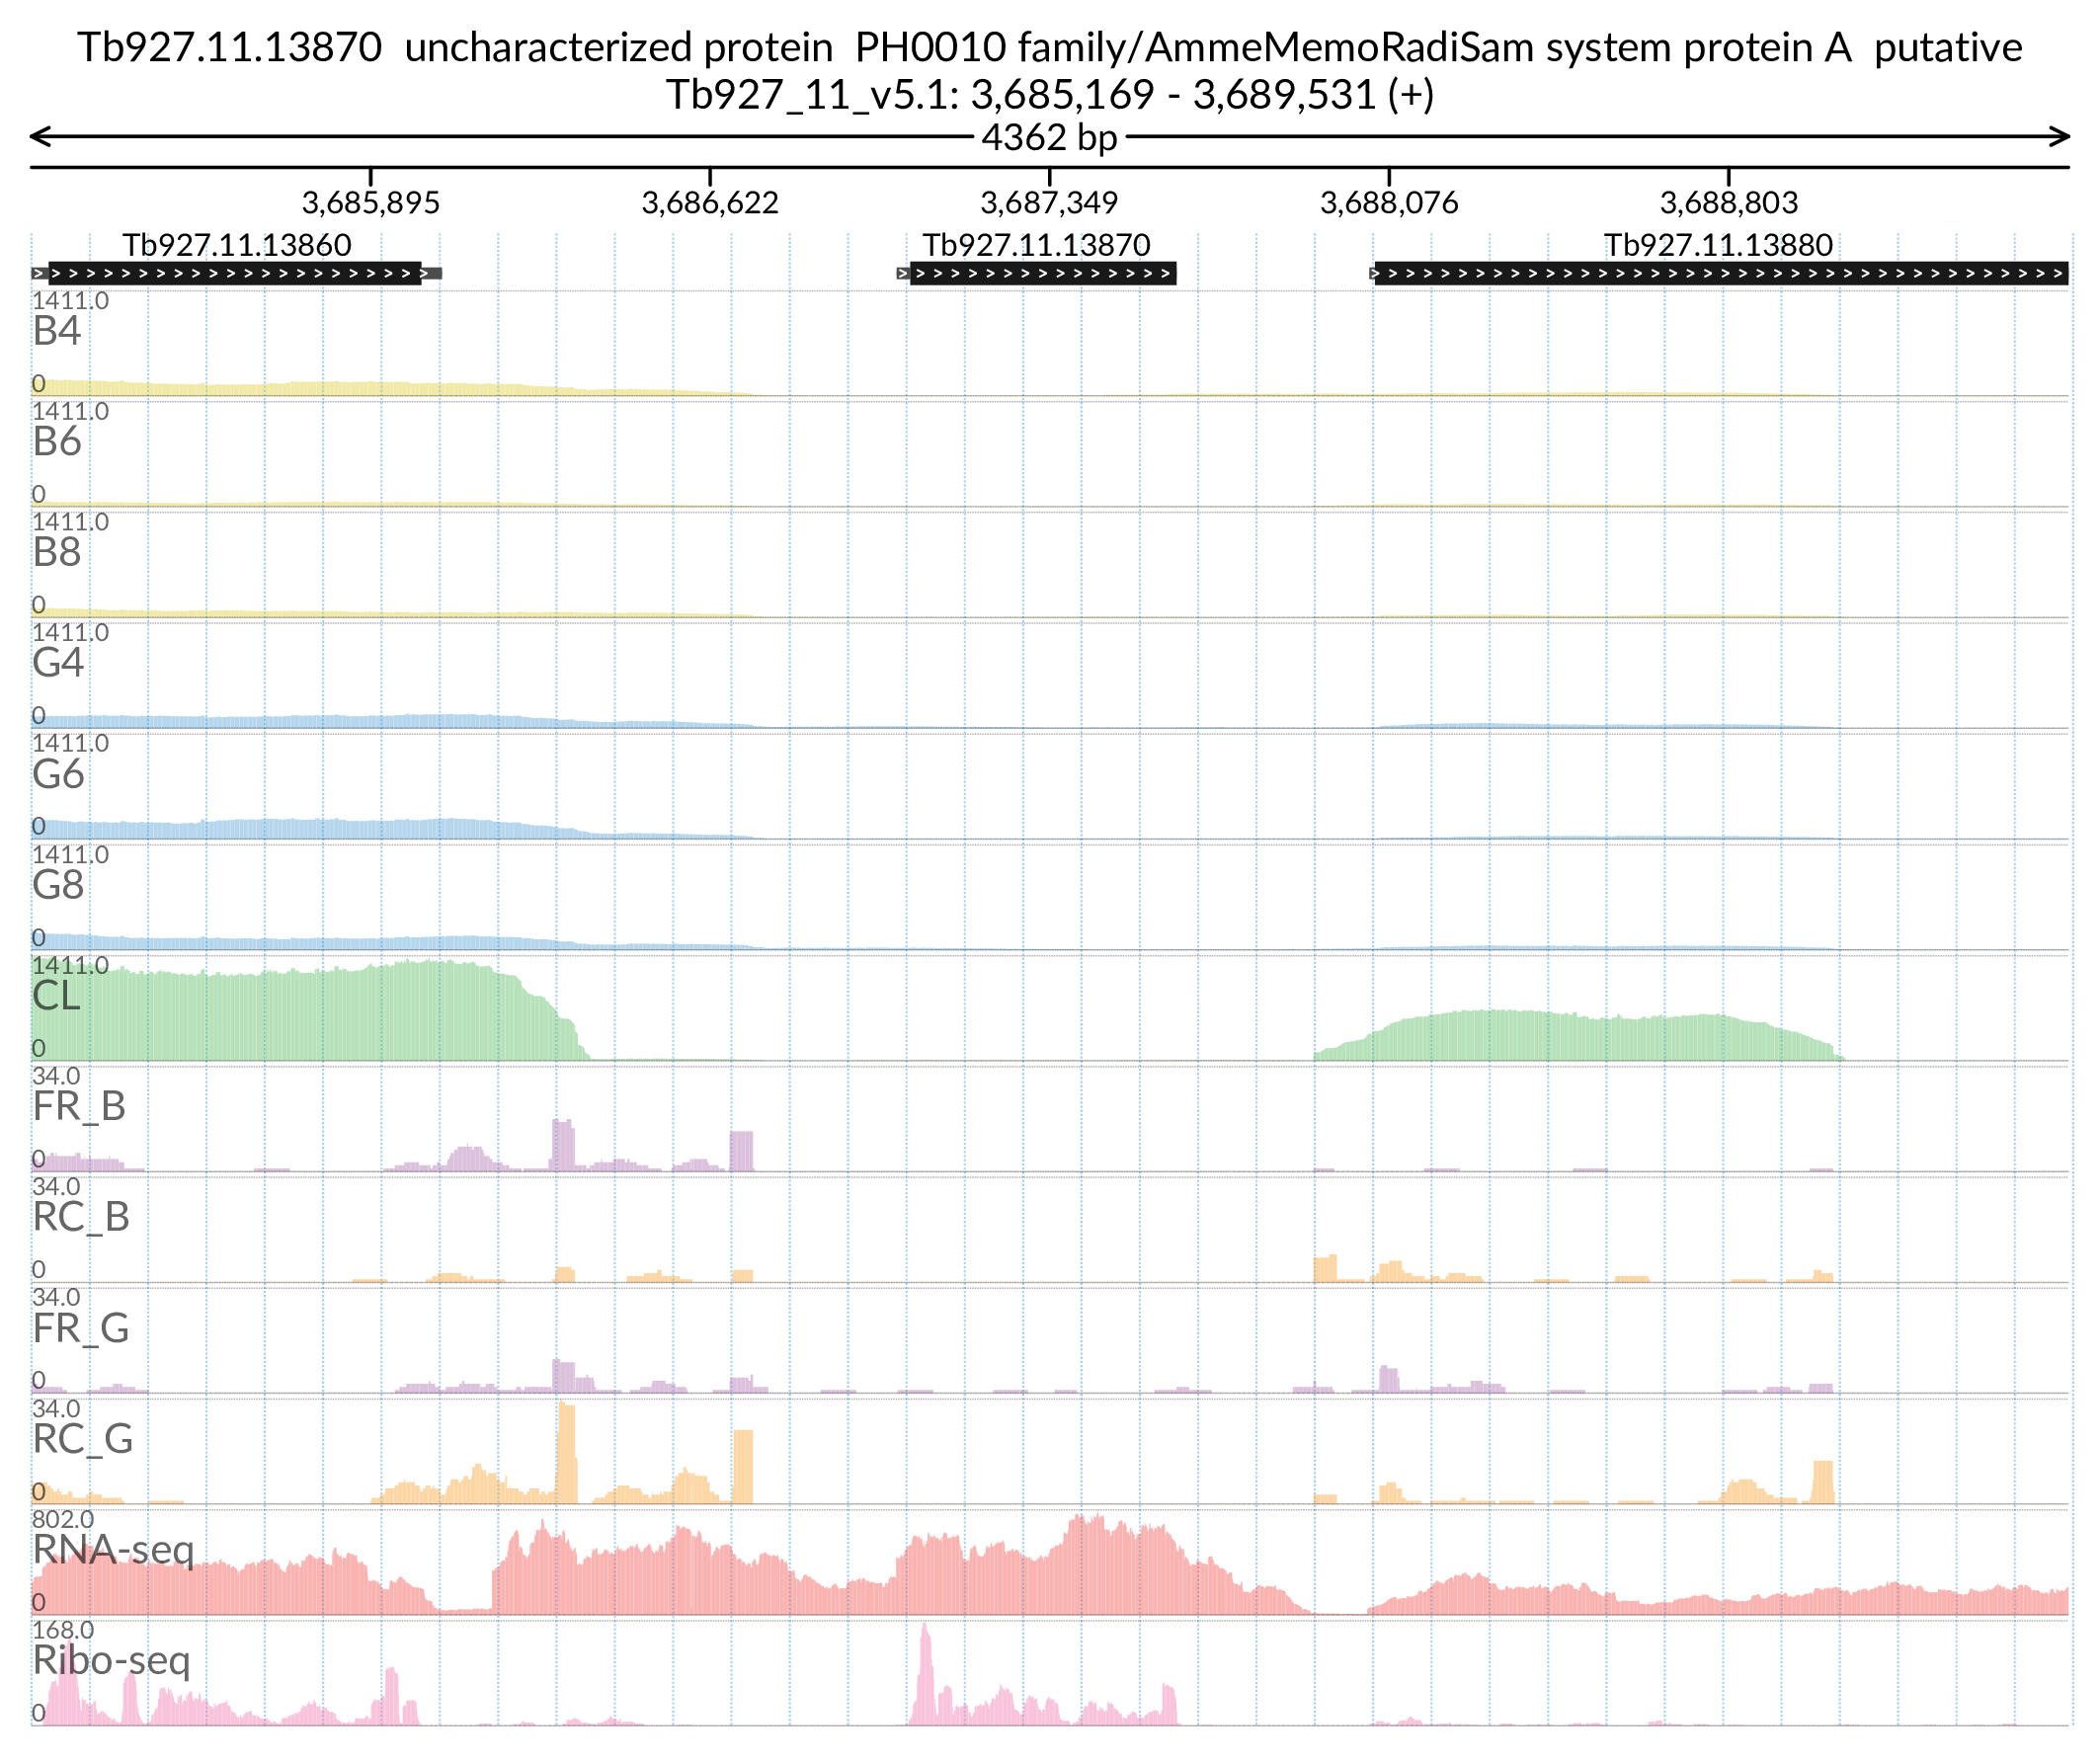 Tb927.11.13870  uncharacterized protein  PH0010 family/AmmeMemoRadiSam system protein A  putative
Tb927_11_v5.1: 3,685,169 - 3,689,531 (+)
4362 bp
3,685,895 3,686,622 3,687,349 3,688,076 3,688,803
Tb927.11.13860 Tb927.11.13870 Tb927.11.13880
1411.0
B4
0
1411.0
B6
0
1411.0
B8
0
1411.0
G4
0
1411.0
G6
0
1411.0
G8
0
1411.0
CL
0
34.0
FR_B
0
34.0
RC_B
0
34.0
FR_G
0
34.0
RC_G
0
802.0
RNA-seq
0
168.0
Ribo-seq
0